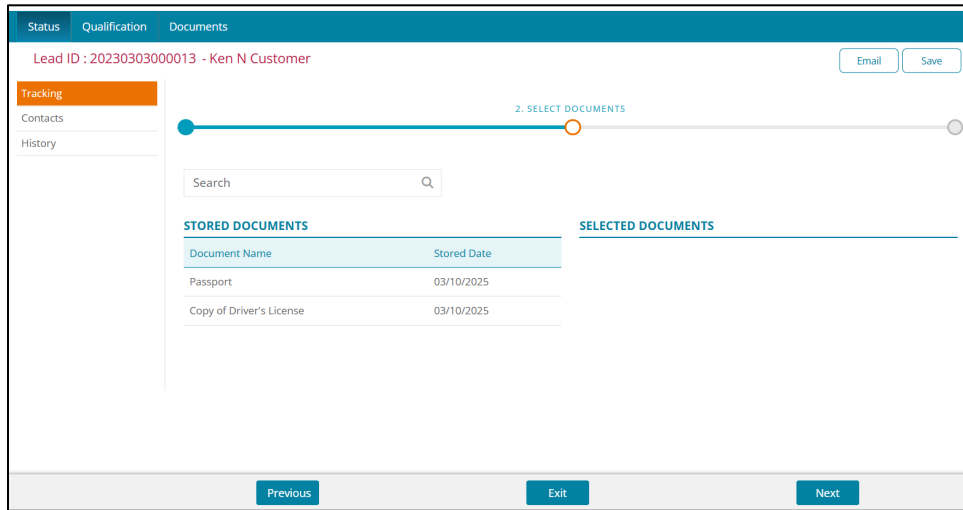 Status Qualification Documents
Lead ID : 20230303000013 - Ken N Customer
Email Save
Tracking
Contacts
History
2. SELECT DOCUMENTS
Search
STORED DOCUMENTS
Document Name Stored Date
Passport 03/10/2025
Copy of Driver's License 03/10/2025
SELECTED DOCUMENTS
Previous Exit Next